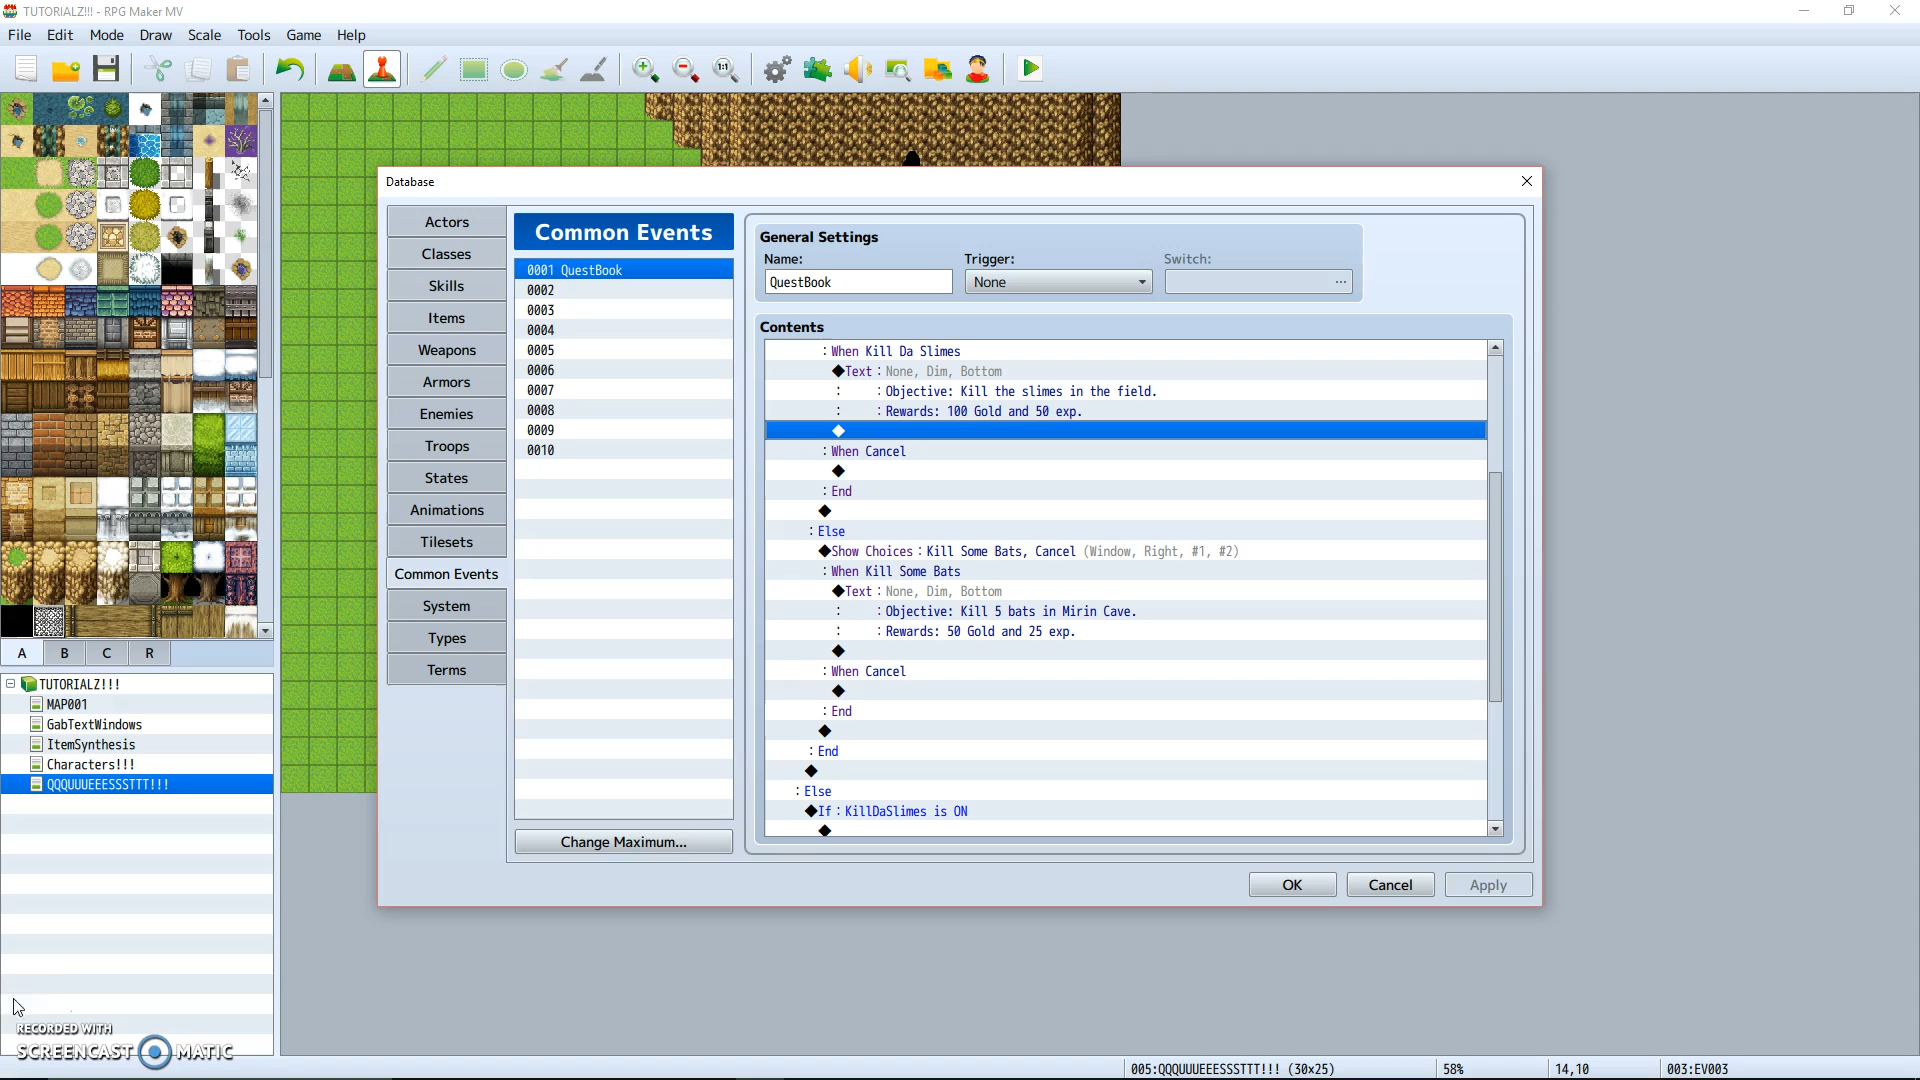 TUTORIALZ!!! - RPG Maker MV
File Edit Mode Draw Scale Tools Game Help
1:1
Database
Actors
Classes
Skills
Items
Weapons
Armors
Enemies
Troops
States
Animations
Tilesets
Common Events
System
Types
Terms
Common Events
0001 QuestBook
0002
0003
0004
0005
0006
0007
0008
0009
0010
Change Maximum...
General Settings
Name: Trigger: Switch:
QuestBook None ...
Contents
: When Kill Da Slimes
◆Text : None, Dim, Bottom
: : Objective: Kill the slimes in the field.
: : Rewards: 100 Gold and 50 exp.
◆
: When Cancel
◆
: End
◆
: Else
◆Show Choices : Kill Some Bats, Cancel (Window, Right, #1, #2)
: When Kill Some Bats
◆Text : None, Dim, Bottom
: : Objective: Kill 5 bats in Mirin Cave.
: : Rewards: 50 Gold and 25 exp.
◆
: When Cancel
◆
: End
◆
: End
◆
: Else
◆If : KillDaSlimes is ON
◆
OK Cancel Apply
A B C R
TUTORIALZ!!!
MAP001
GabTextWindows
ItemSynthesis
Characters!!!
QQQUUUEEESSSTTT!!!
RECORDED WITH
SCREENCAST MATIC
005:QQQUUUEEESSSTTT!!! (30x25) 58% 14,10 003:EV003